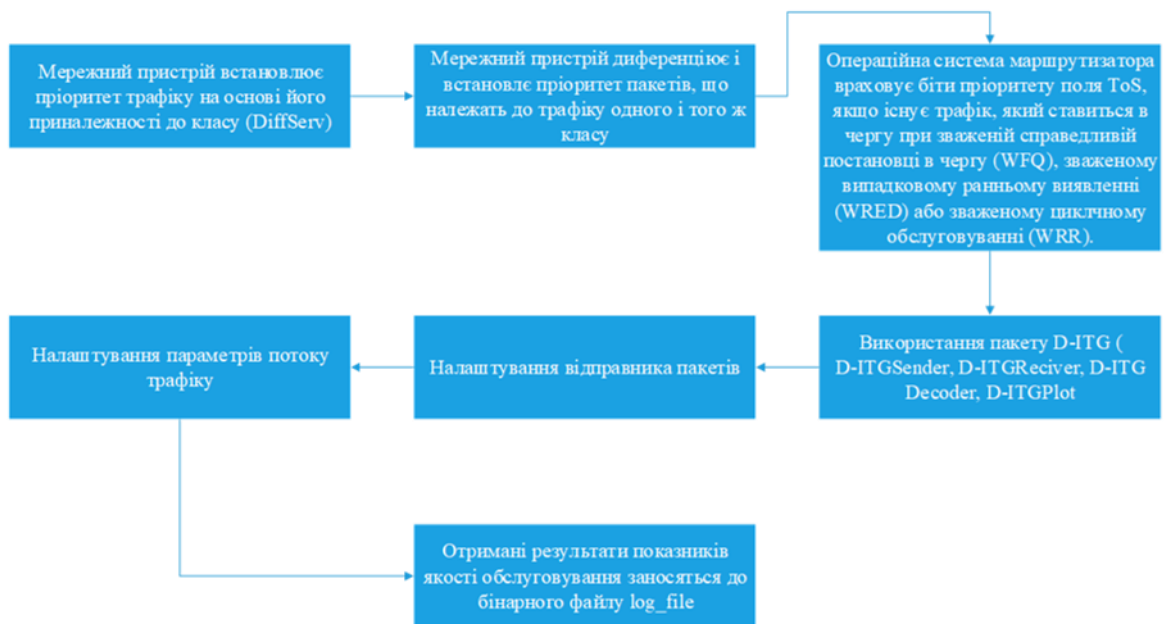 Мережний пристрій встановлює
пріоритет трафіку на основі його
приналежності до класу (DiffServ)
Мережний пристрій диференціює і
встановлє пріоритет пакетів, що
належать до трафіку одного і того ж
класу
Операційна система маршрутизатора
враховує біти пріоритету поля ToS,
якщо існує трафік, який ставиться в
чергу при зваженій справедливій
постановці в чергу (WFQ), зваженому
випадковому ранньому виявленні
(WRED) або зваженому циклчному
обслуговуванні (WRR).
Використання пакету D-ITG (
D-ITGSender, D-ITGReciver, D-ITG
Decoder, D-ITGPlot
Налаштування відправника пакетів
Налаштування параметрів потоку
трафіку
Отримані результати показників
якості обслуговування заносяться до
бінарного файлу log_file